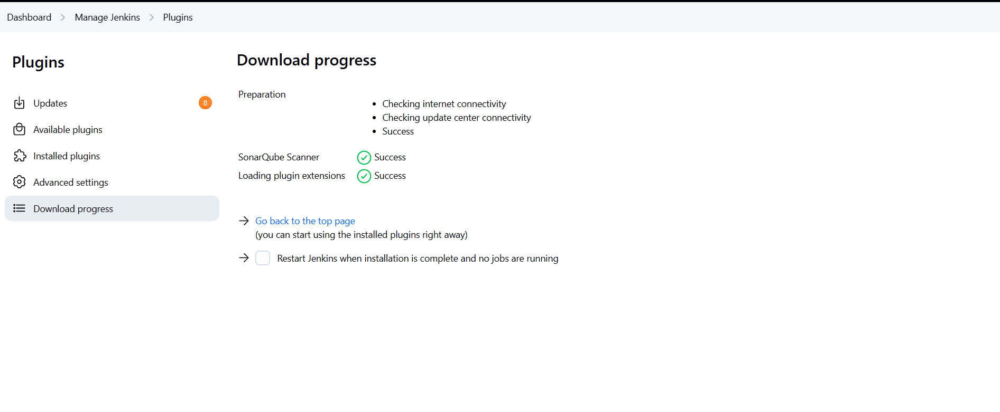 Dashboard > Manage Jenkins > Plugins
Plugins
Updates 8
Available plugins
Installed plugins
Advanced settings
Download progress
Download progress
Preparation
• Checking internet connectivity
• Checking update center connectivity
• Success
SonarQube Scanner Success
Loading plugin extensions Success
→ Go back to the top page
(you can start using the installed plugins right away)
→ Restart Jenkins when installation is complete and no jobs are running